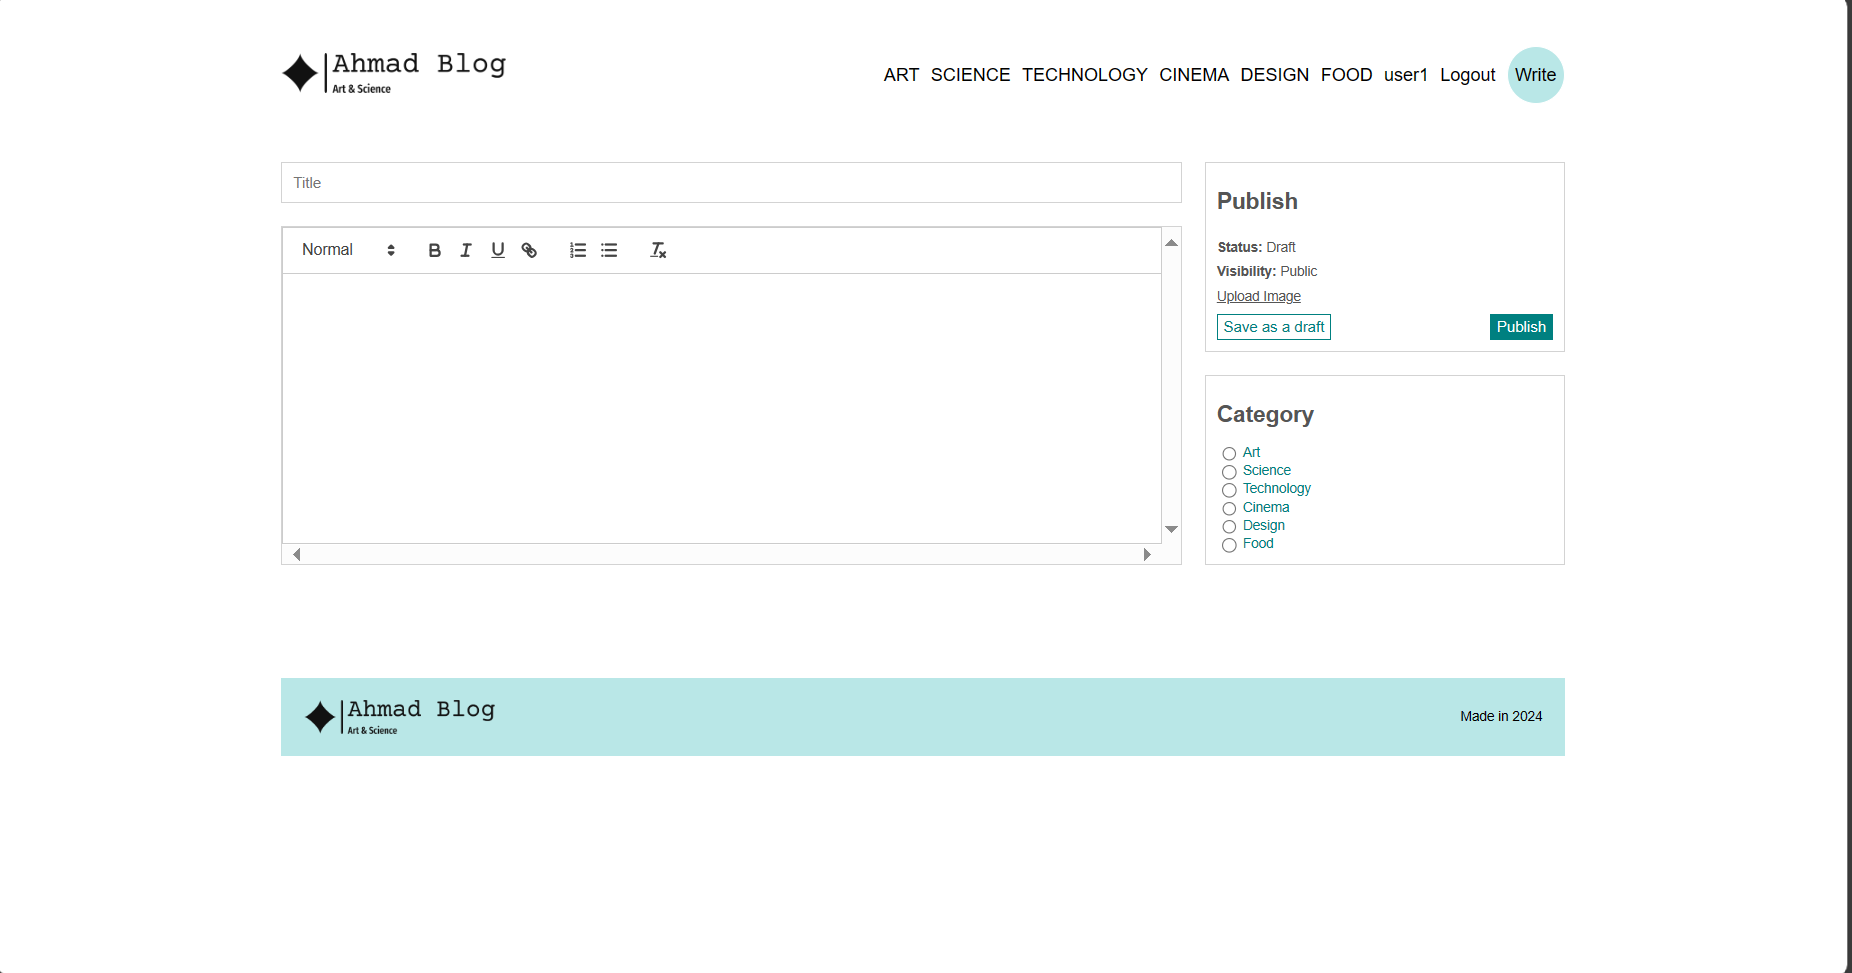 Ahmad Blog
Art & Science
ART SCIENCE TECHNOLOGY CINEMA DESIGN FOOD user1 Logout Write
Title
Normal
Publish
Status: Draft
Visibility: Public
Upload Image
Save as a draft Publish
Category
Art
Science
Technology
Cinema
Design
Food
Ahmad Blog
Art & Science
Made in 2024